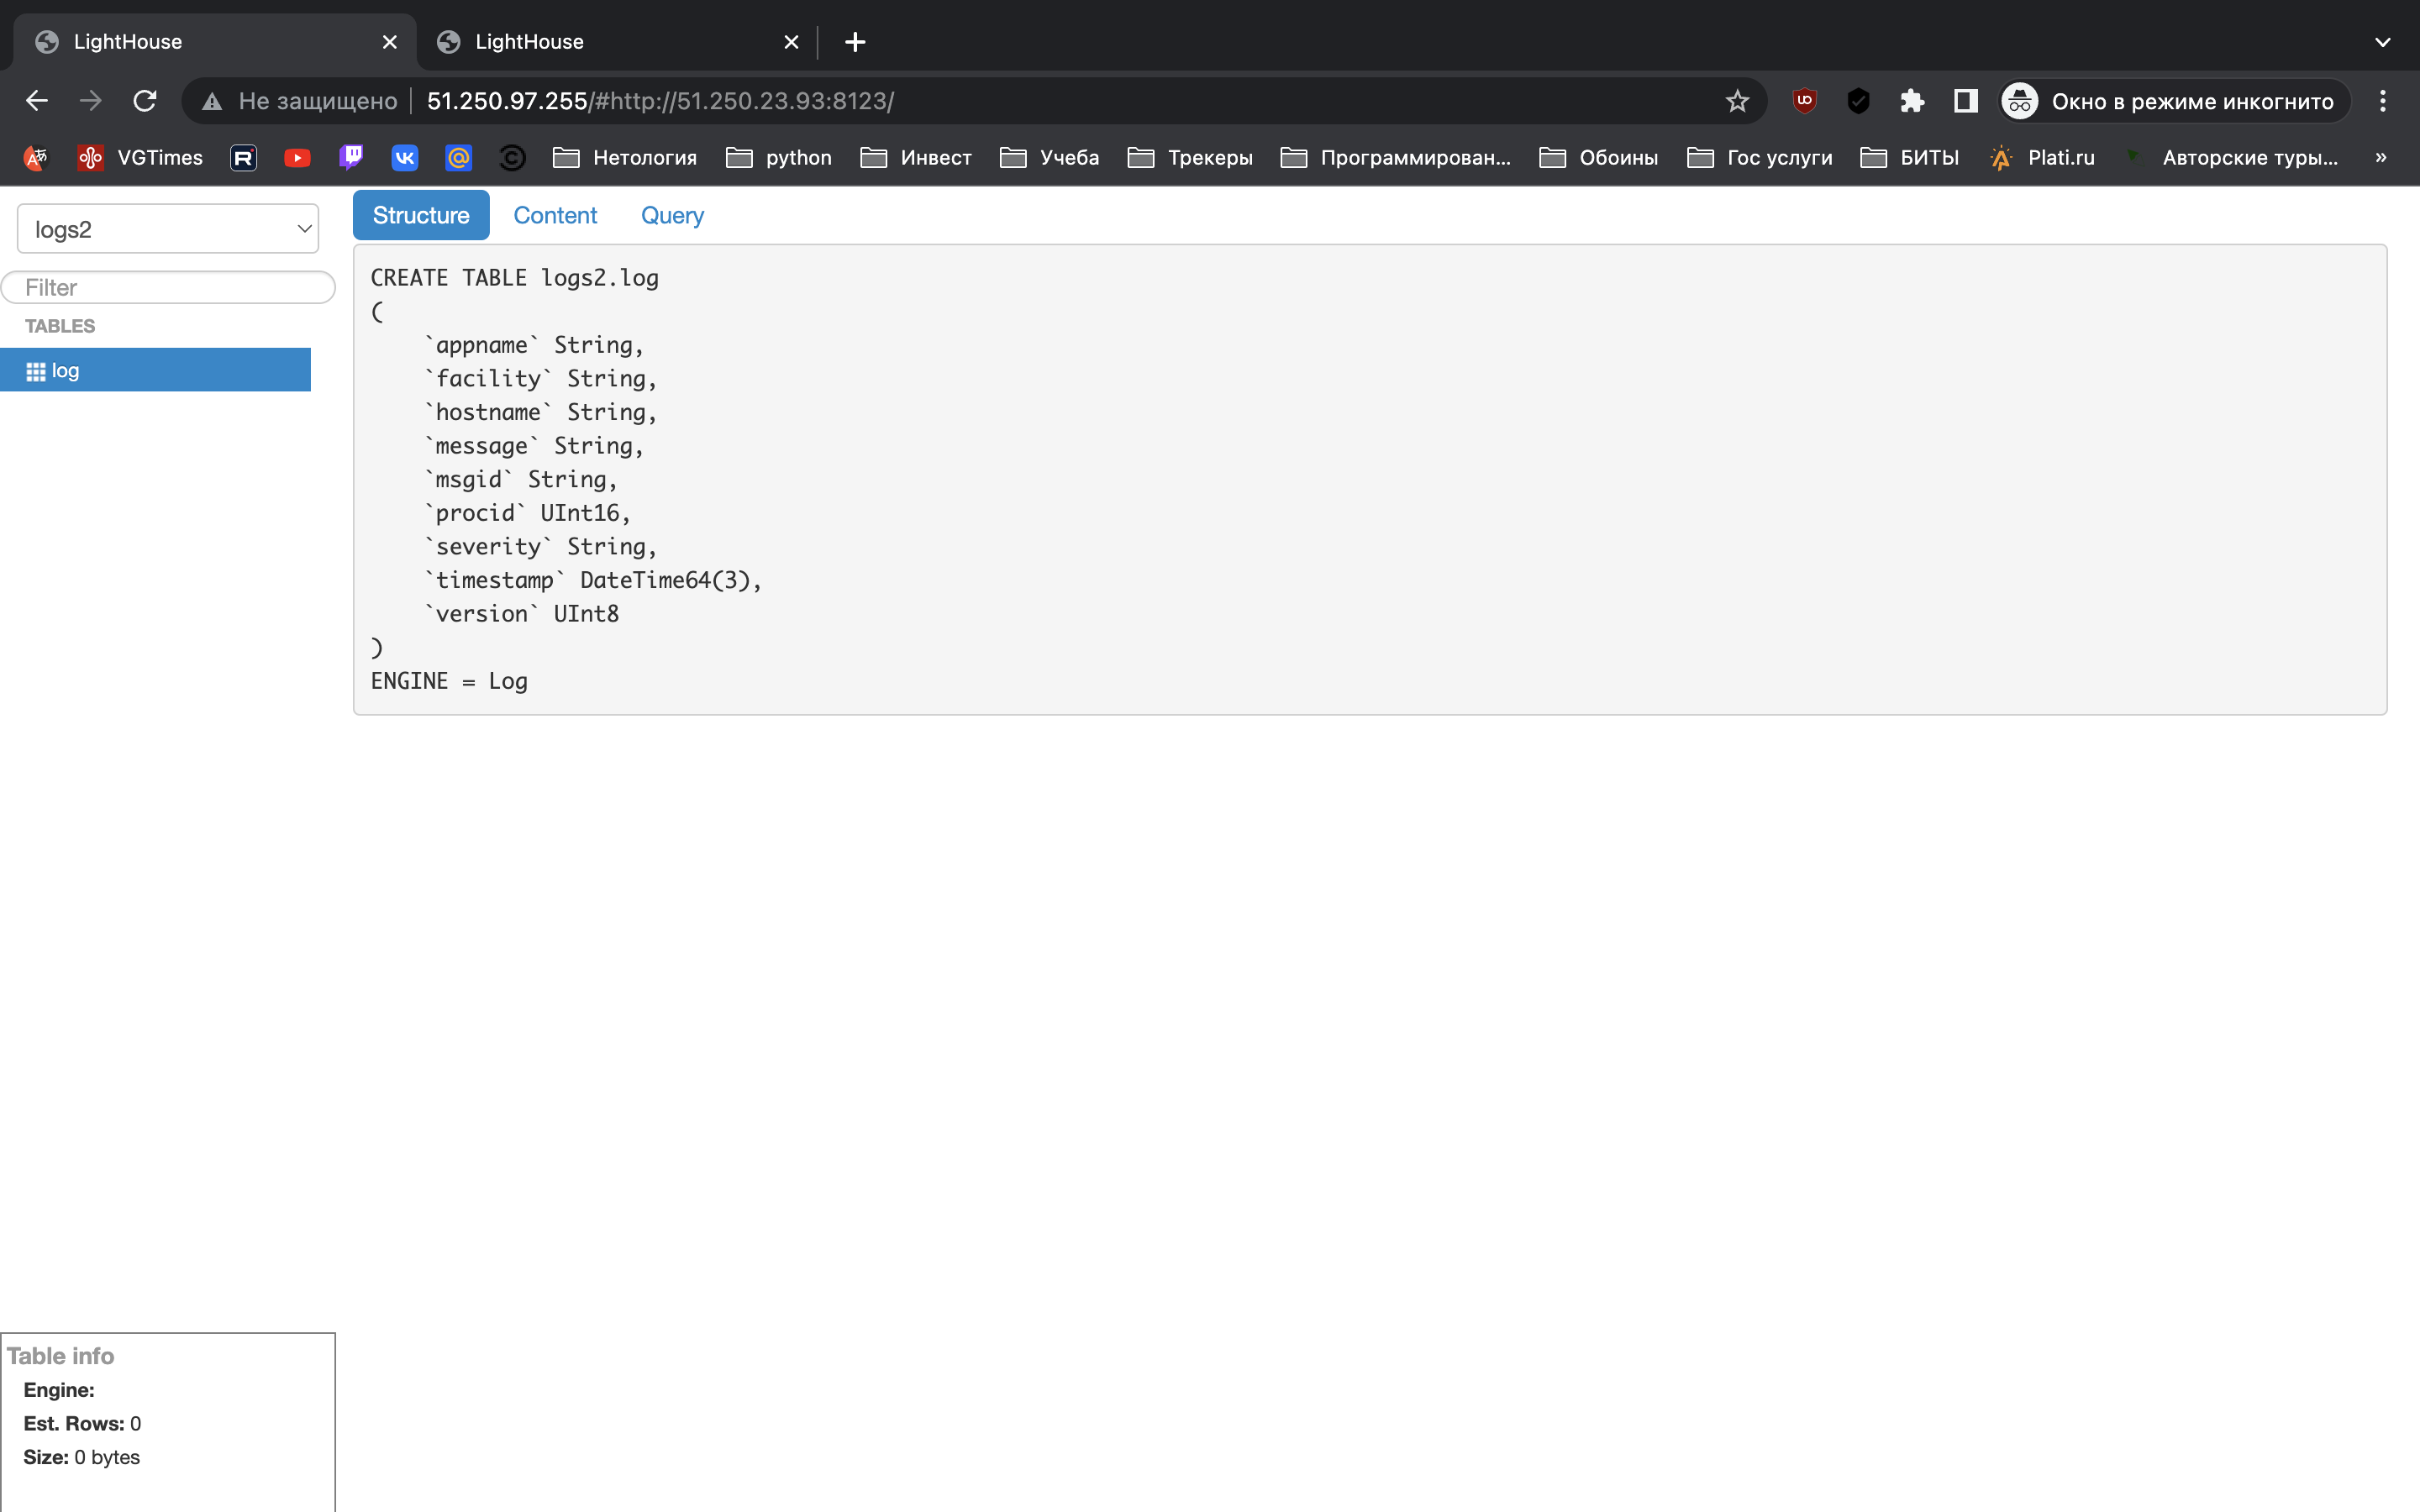 LightHouse
LightHouse
Не защищено 51.250.97.255/#http://51.250.23.93:8123/
Окно в режиме инкогнито
VGTimes Нетология python Инвест Учеба Трекеры Программирован... Обоины Гос услуги БИТЫ Plati.ru Авторские туры... »
logs2
Filter
TABLES
log
Structure Content Query
CREATE TABLE logs2.log
(
    `appname` String,
    `facility` String,
    `hostname` String,
    `message` String,
    `msgid` String,
    `procid` UInt16,
    `severity` String,
    `timestamp` DateTime64(3),
    `version` UInt8
)
ENGINE = Log
Table info
Engine:
Est. Rows: 0
Size: 0 bytes